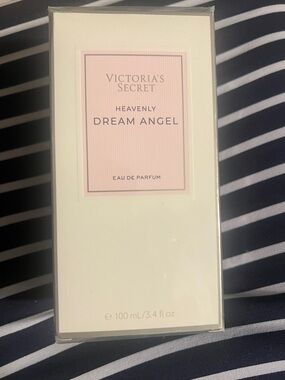 VICTORIA'S
SECRET
HEAVENLY
DREAM ANGEL
EAU DE PARFUM
℮ 100 mL/3.4 fl oz